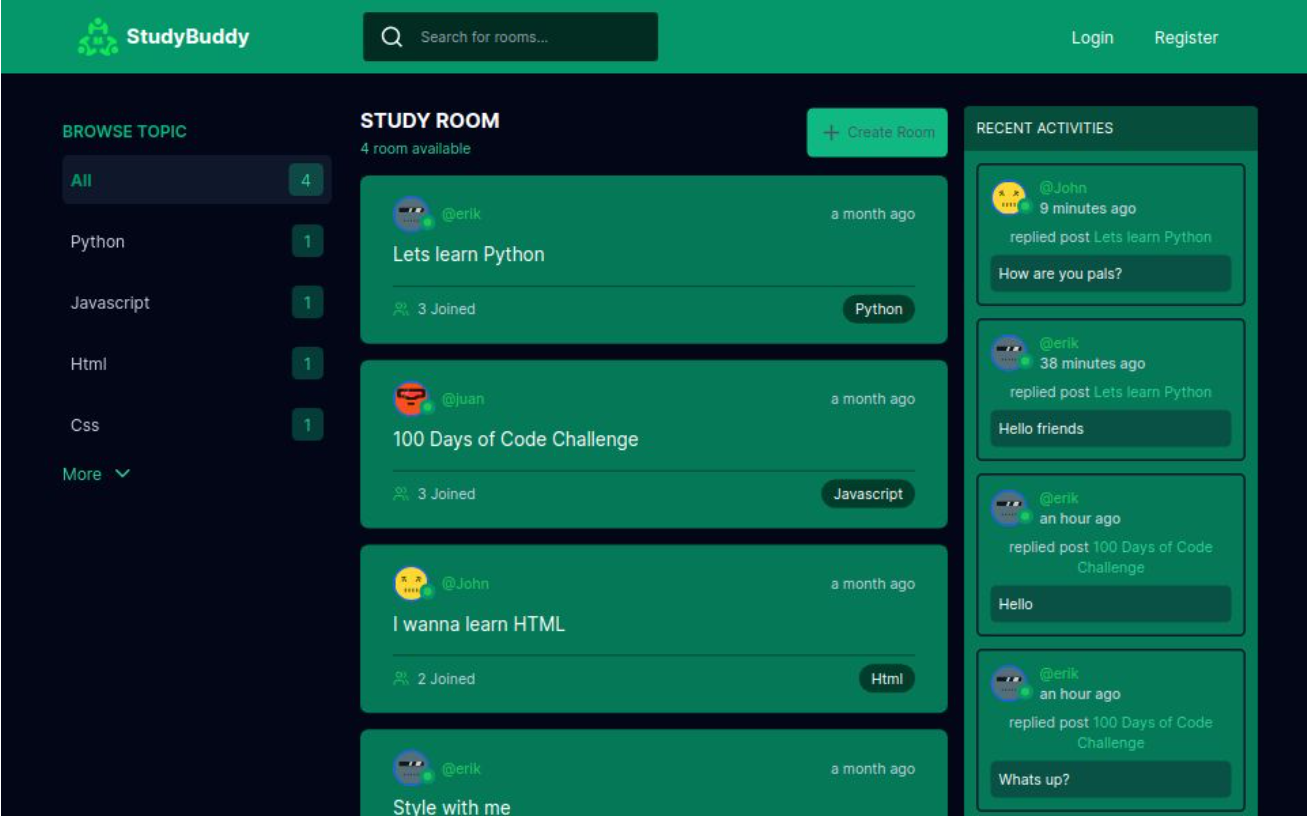 StudyBuddy
Search for rooms...
Login
Register
BROWSE TOPIC
All 4
Python 1
Javascript 1
Html 1
Css 1
More
STUDY ROOM
4 room available
+ Create Room
@erik a month ago
Lets learn Python
3 Joined Python
@juan a month ago
100 Days of Code Challenge
3 Joined Javascript
@John a month ago
I wanna learn HTML
2 Joined Html
@erik a month ago
Style with me
RECENT ACTIVITIES
@John
9 minutes ago
replied post Lets learn Python
How are you pals?
@erik
38 minutes ago
replied post Lets learn Python
Hello friends
@erik
an hour ago
replied post 100 Days of Code
Challenge
Hello
@erik
an hour ago
replied post 100 Days of Code
Challenge
Whats up?